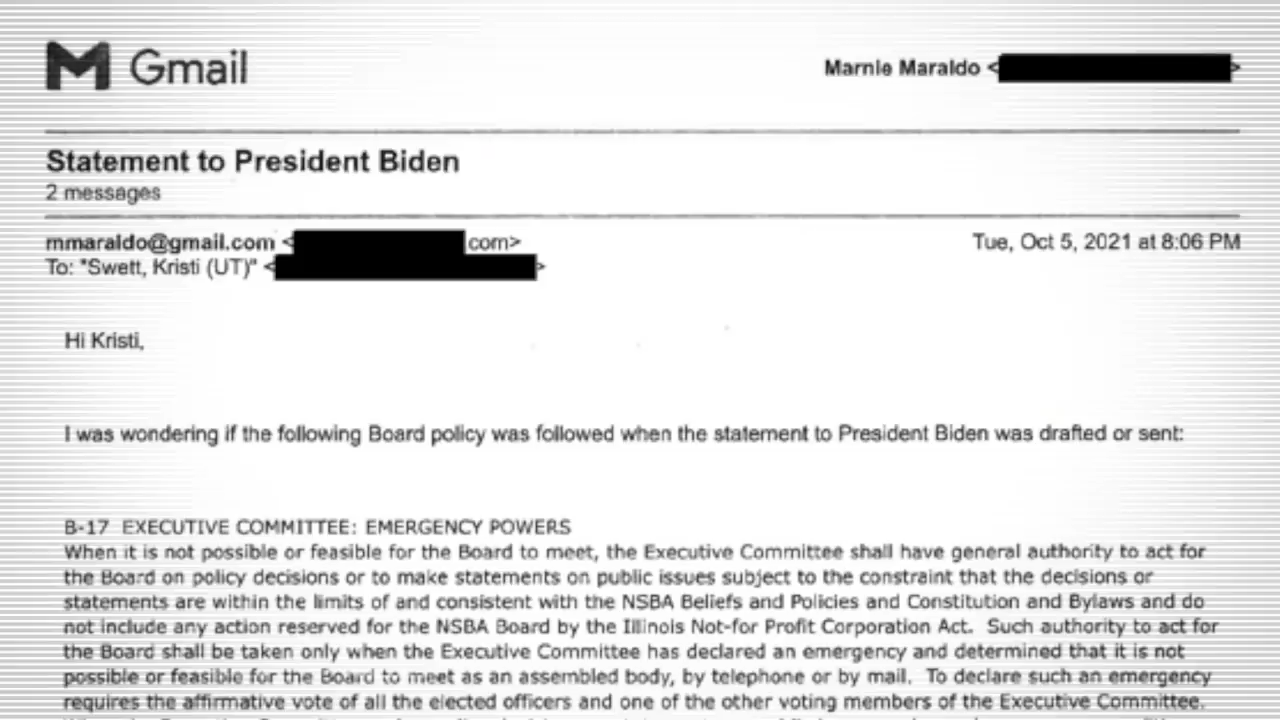 Gmail
Marnie Maraldo < >
Statement to President Biden
2 messages
mmaraldo@gmail.com < com>
Tue, Oct 5, 2021 at 8:06 PM
To: "Swett, Kristi (UT)" < >
Hi Kristi,
I was wondering if the following Board policy was followed when the statement to President Biden was drafted or sent:
B-17 EXECUTIVE COMMITTEE: EMERGENCY POWERS
When it is not possible or feasible for the Board to meet, the Executive Committee shall have general authority to act for
the Board on policy decisions or to make statements on public issues subject to the constraint that the decisions or
statements are within the limits of and consistent with the NSBA Beliefs and Policies and Constitution and Bylaws and do
not include any action reserved for the NSBA Board by the Illinois Not-for Profit Corporation Act. Such authority to act for
the Board shall be taken only when the Executive Committee has declared an emergency and determined that it is not
possible or feasible for the Board to meet as an assembled body, by telephone or by mail. To declare such an emergency
requires the affirmative vote of all the elected officers and one of the other voting members of the Executive Committee.